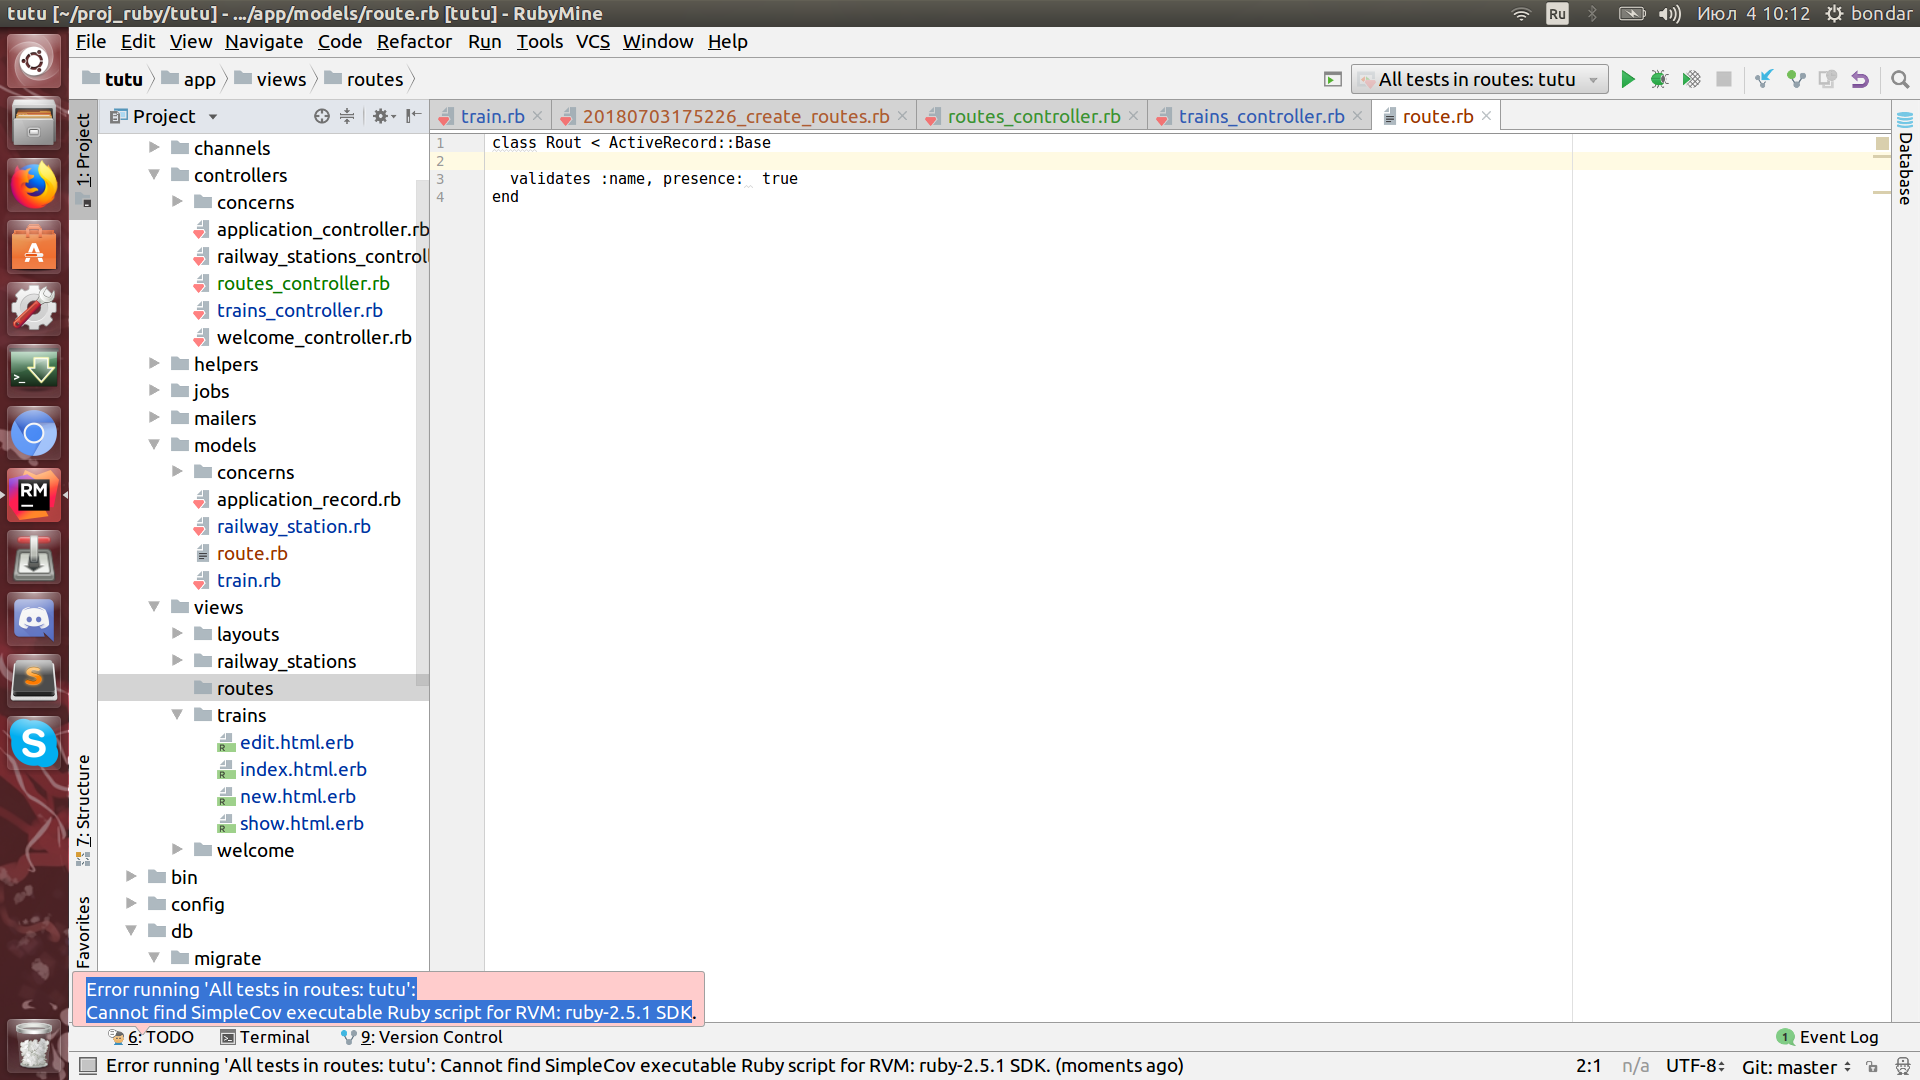 tutu [~/proj_ruby/tutu] - .../app/models/route.rb [tutu] - RubyMine
Ru
Июл 4 10:12
bondar
File Edit View Navigate Code Refactor Run Tools VCS Window Help
tutu app views routes
All tests in routes: tutu
1: Project
Project
train.rb
20180703175226_create_routes.rb
routes_controller.rb
trains_controller.rb
route.rb
Database
channels
controllers
concerns
application_controller.rb
railway_stations_control
routes_controller.rb
trains_controller.rb
welcome_controller.rb
helpers
jobs
mailers
models
concerns
application_record.rb
railway_station.rb
route.rb
train.rb
views
layouts
railway_stations
routes
trains
edit.html.erb
index.html.erb
new.html.erb
show.html.erb
welcome
bin
config
db
migrate
1 class Rout < ActiveRecord::Base
2
3 validates :name, presence:  true
4 end
RM
S
S
7: Structure
Favorites
Error running 'All tests in routes: tutu':
Cannot find SimpleCov executable Ruby script for RVM: ruby-2.5.1 SDK.
6: TODO
Terminal
9: Version Control
1 Event Log
Error running 'All tests in routes: tutu': Cannot find SimpleCov executable Ruby script for RVM: ruby-2.5.1 SDK. (moments ago)
2:1 n/a UTF-8 Git: master